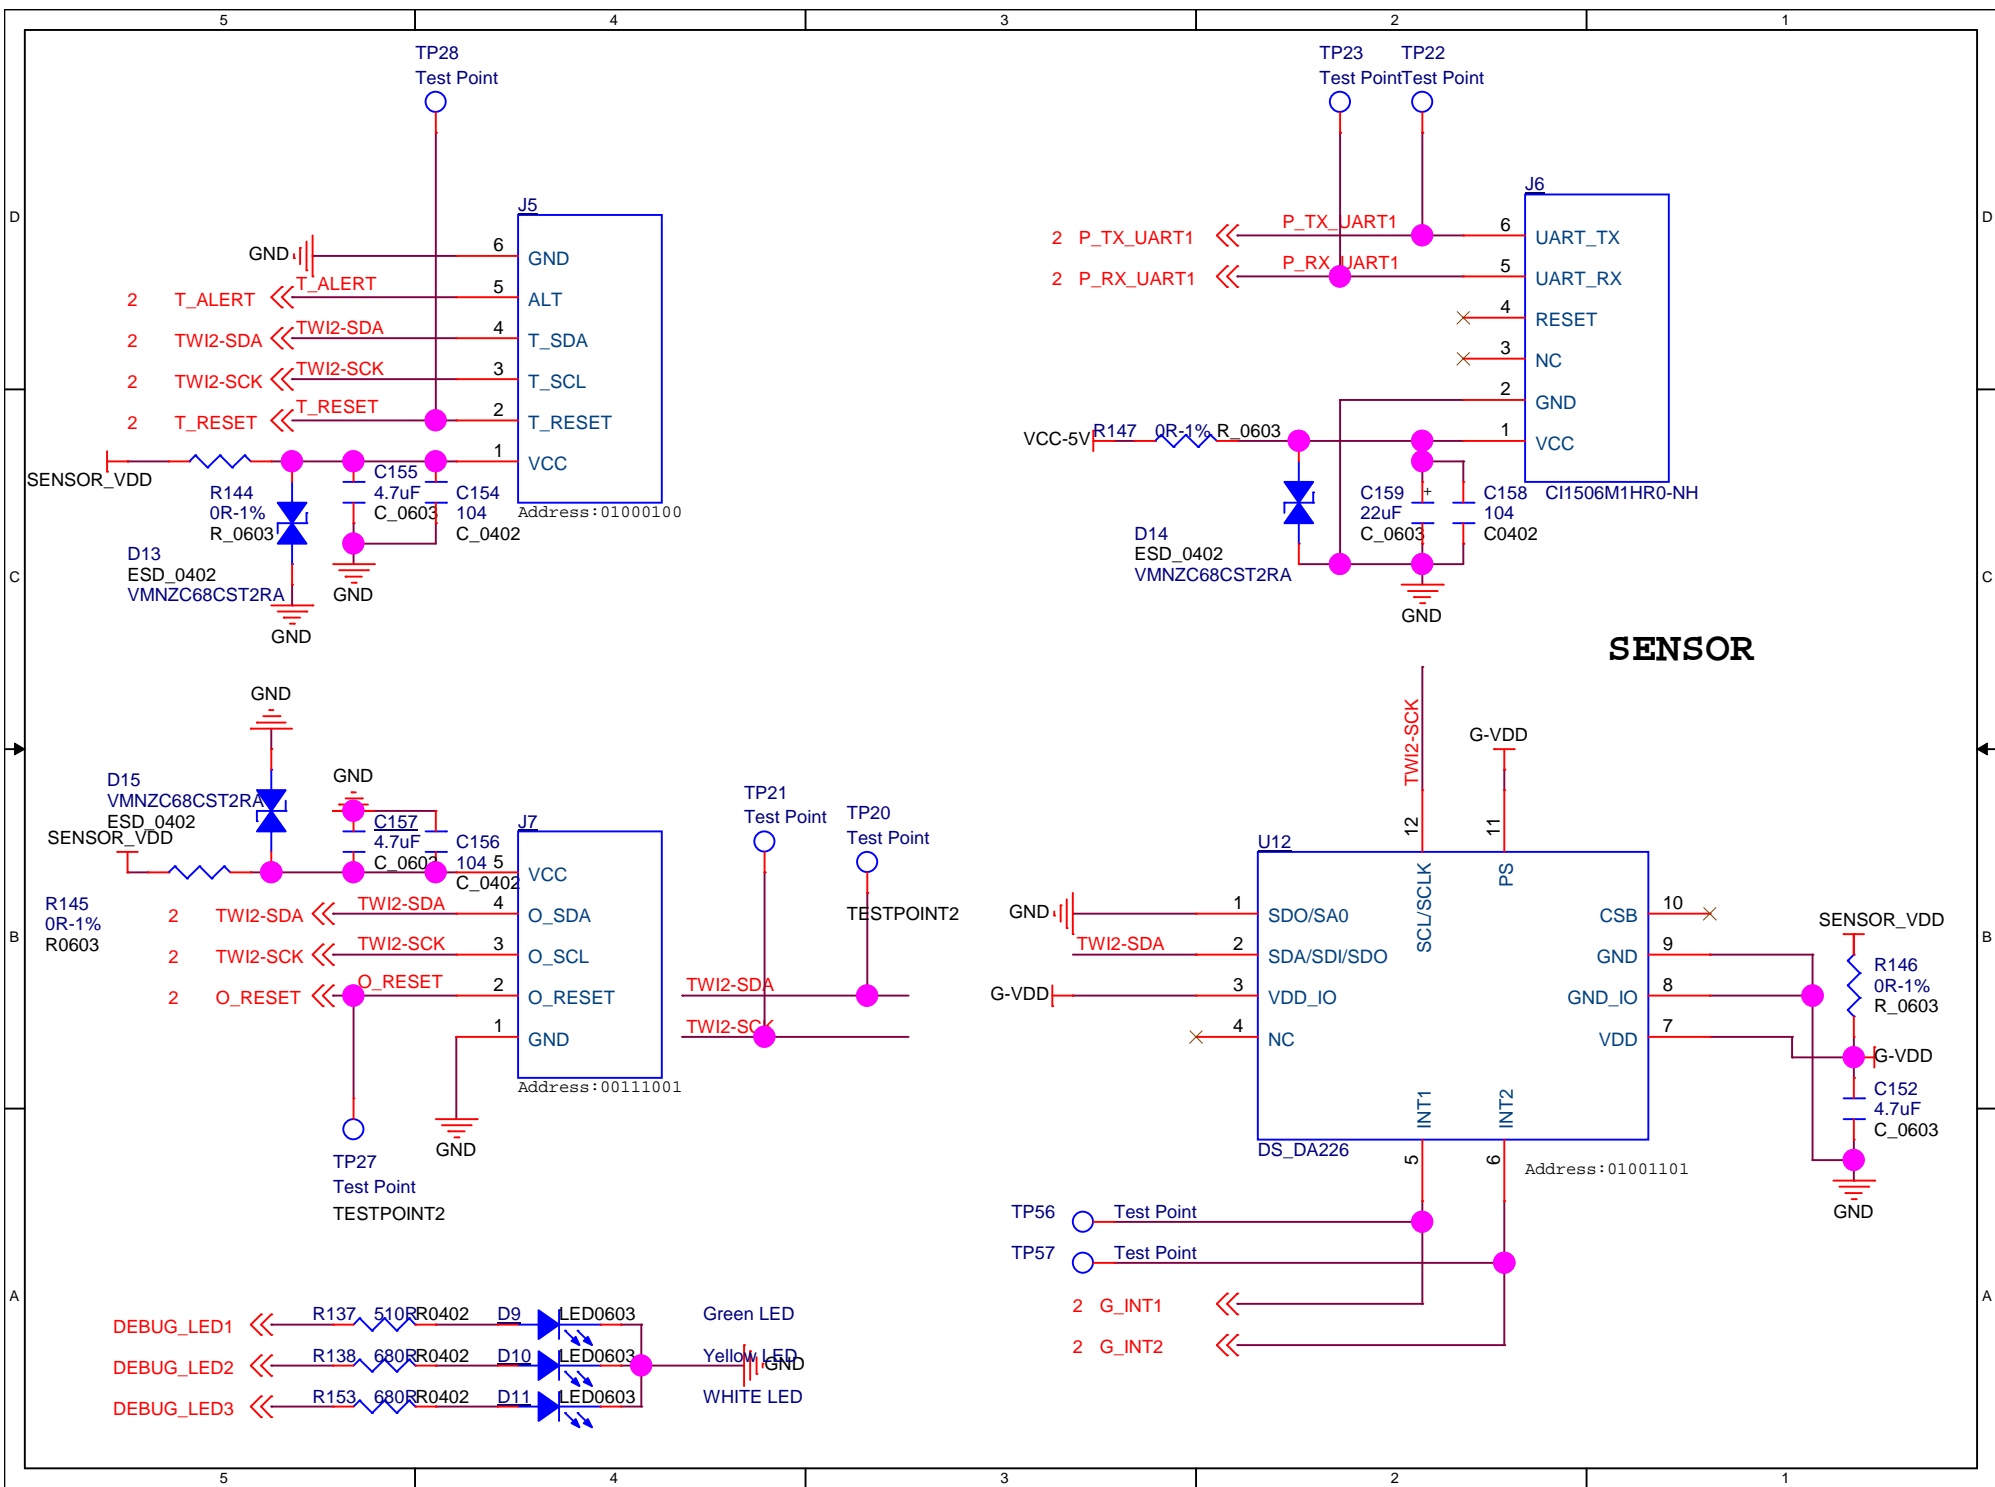 5 4 3 2 1
D
C
B
A
D
C
B
A
TP28
Test Point
J5
GND
6 GND
2 T_ALERT T_ALERT 5 ALT
2 TWI2-SDA TWI2-SDA 4 T_SDA
2 TWI2-SCK TWI2-SCK 3 T_SCL
2 T_RESET T_RESET 2 T_RESET
1 VCC
SENSOR_VDD
R144
0R-1%
R_0603
C155
4.7uF
C_0603
C154
104
C_0402
Address:01000100
D13
ESD_0402
VMNZC68CST2RA
GND
GND
TP23
Test Point
TP22
Test Point
J6
2 P_TX_UART1 P_TX_UART1 6 UART_TX
2 P_RX_UART1 P_RX_UART1 5 UART_RX
4 RESET
3 NC
2 GND
VCC-5V R147 0R-1% R_0603 1 VCC
C159
+
22uF
C_0603
C158
104
C0402
CI1506M1HR0-NH
D14
ESD_0402
VMNZC68CST2RA
GND
SENSOR
GND
D15
VMNZC68CST2RA
ESD_0402
SENSOR_VDD
GND
C157
4.7uF
C_0603
C156
104
C_0402
J7
5 VCC
R145
0R-1%
R0603
2 TWI2-SDA TWI2-SDA 4 O_SDA
2 TWI2-SCK TWI2-SCK 3 O_SCL
2 O_RESET O_RESET 2 O_RESET
1 GND
Address:00111001
GND
TP27
Test Point
TESTPOINT2
TP21
Test Point
TP20
Test Point
TESTPOINT2
TWI2-SDA
TWI2-SCK
TWI2-SCK
G-VDD
12
11
U12
SCL/SCLK
PS
GND 1 SDO/SA0
TWI2-SDA 2 SDA/SDI/SDO
G-VDD 3 VDD_IO
4 NC
CSB 10
GND 9
GND_IO 8
VDD 7
INT1
INT2
DS_DA226
5
6
Address:01001101
SENSOR_VDD
R146
0R-1%
R_0603
G-VDD
C152
4.7uF
C_0603
GND
TP56 Test Point
TP57 Test Point
2 G_INT1
2 G_INT2
DEBUG_LED1 R137 510R R0402 D9 LED0603 Green LED
DEBUG_LED2 R138 680R R0402 D10 LED0603 Yellow LED GND
DEBUG_LED3 R153 680R R0402 D11 LED0603 WHITE LED
5 4 3 2 1